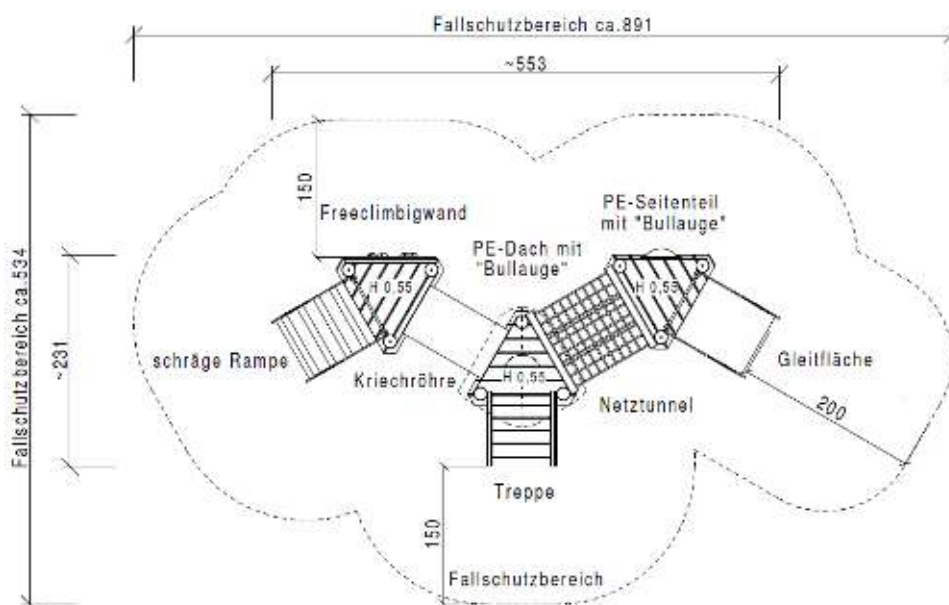 Fallschutzbereich ca.891
~553
150
Freeclimbigwand
PE-Seitenteil
mit "Bullauge"
PE-Dach mit
"Bullauge"
H 0,55
H 0,55
H 0,55
Fallschutzbereich ca.534
~231
schräge Rampe
Kriechröhre
Gleitfläche
Netztunnel
200
Treppe
150
Fallschutzbereich